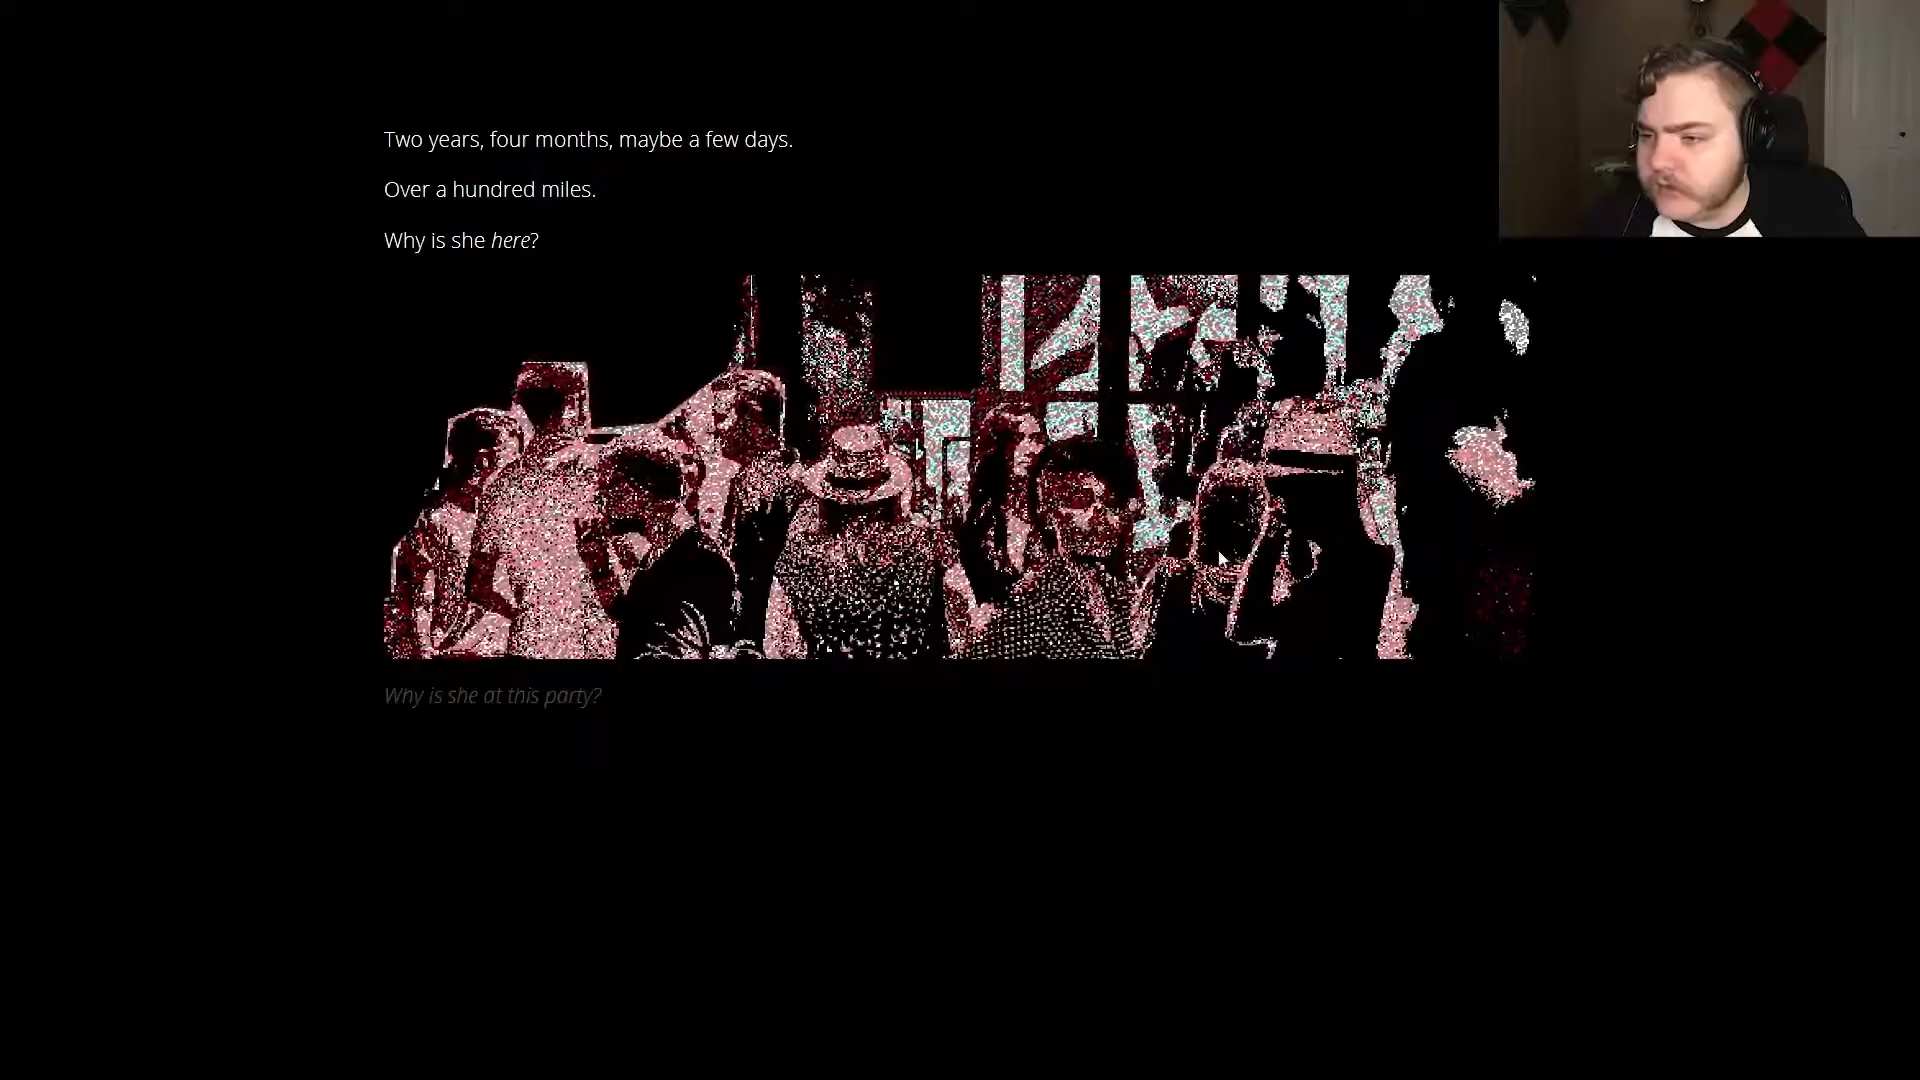 Two years, four months, maybe a few days.
Over a hundred miles.
Why is she here?
Why is she at this party?